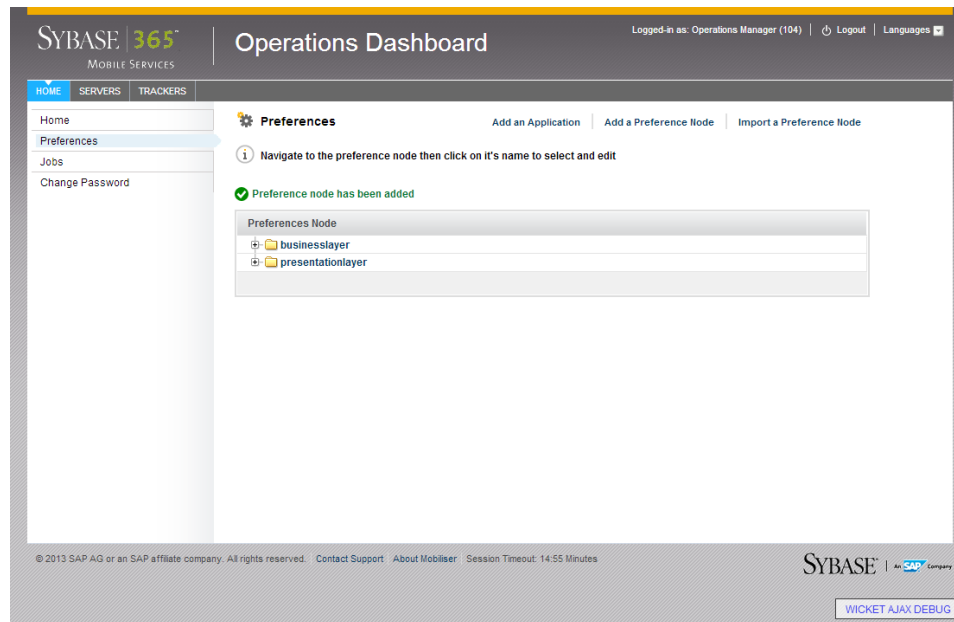 SYBASE 365
MOBILE SERVICES
Operations Dashboard
Logged-in as: Operations Manager (104) | Logout | Languages
HOME SERVERS TRACKERS
Home
Preferences
Jobs
Change Password
Preferences
Add an Application | Add a Preference Node | Import a Preference Node
i Navigate to the preference node then click on it's name to select and edit
Preference node has been added
Preferences Node
businesslayer
presentationlayer
© 2013 SAP AG or an SAP affiliate company. All rights reserved. | Contact Support | About Mobiliser | Session Timeout: 14:55 Minutes
SYBASE | An SAP Company
WICKET AJAX DEBUG